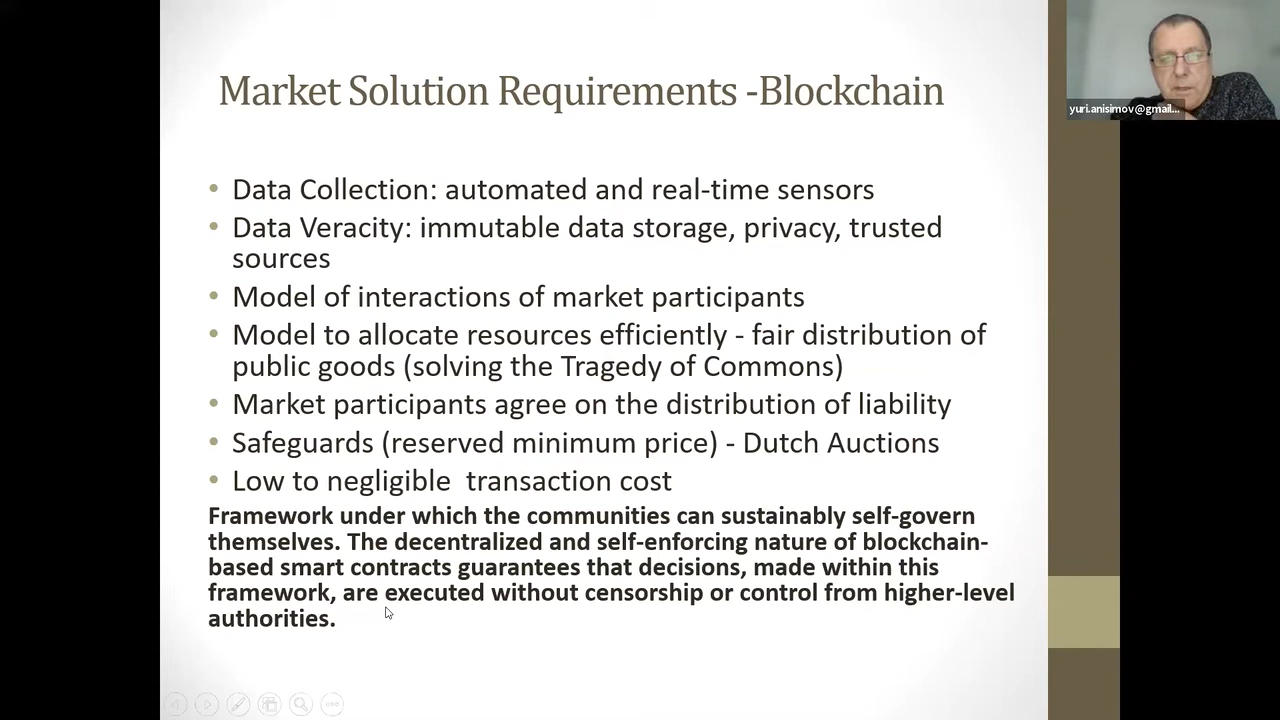 Market Solution Requirements -Blockchain
yuri.anisimov@gmail...
• Data Collection: automated and real-time sensors
• Data Veracity: immutable data storage, privacy, trusted
sources
• Model of interactions of market participants
• Model to allocate resources efficiently - fair distribution of
public goods (solving the Tragedy of Commons)
• Market participants agree on the distribution of liability
• Safeguards (reserved minimum price) - Dutch Auctions
• Low to negligible  transaction cost
Framework under which the communities can sustainably self-govern
themselves. The decentralized and self-enforcing nature of blockchain-
based smart contracts guarantees that decisions, made within this
framework, are executed without censorship or control from higher-level
authorities.